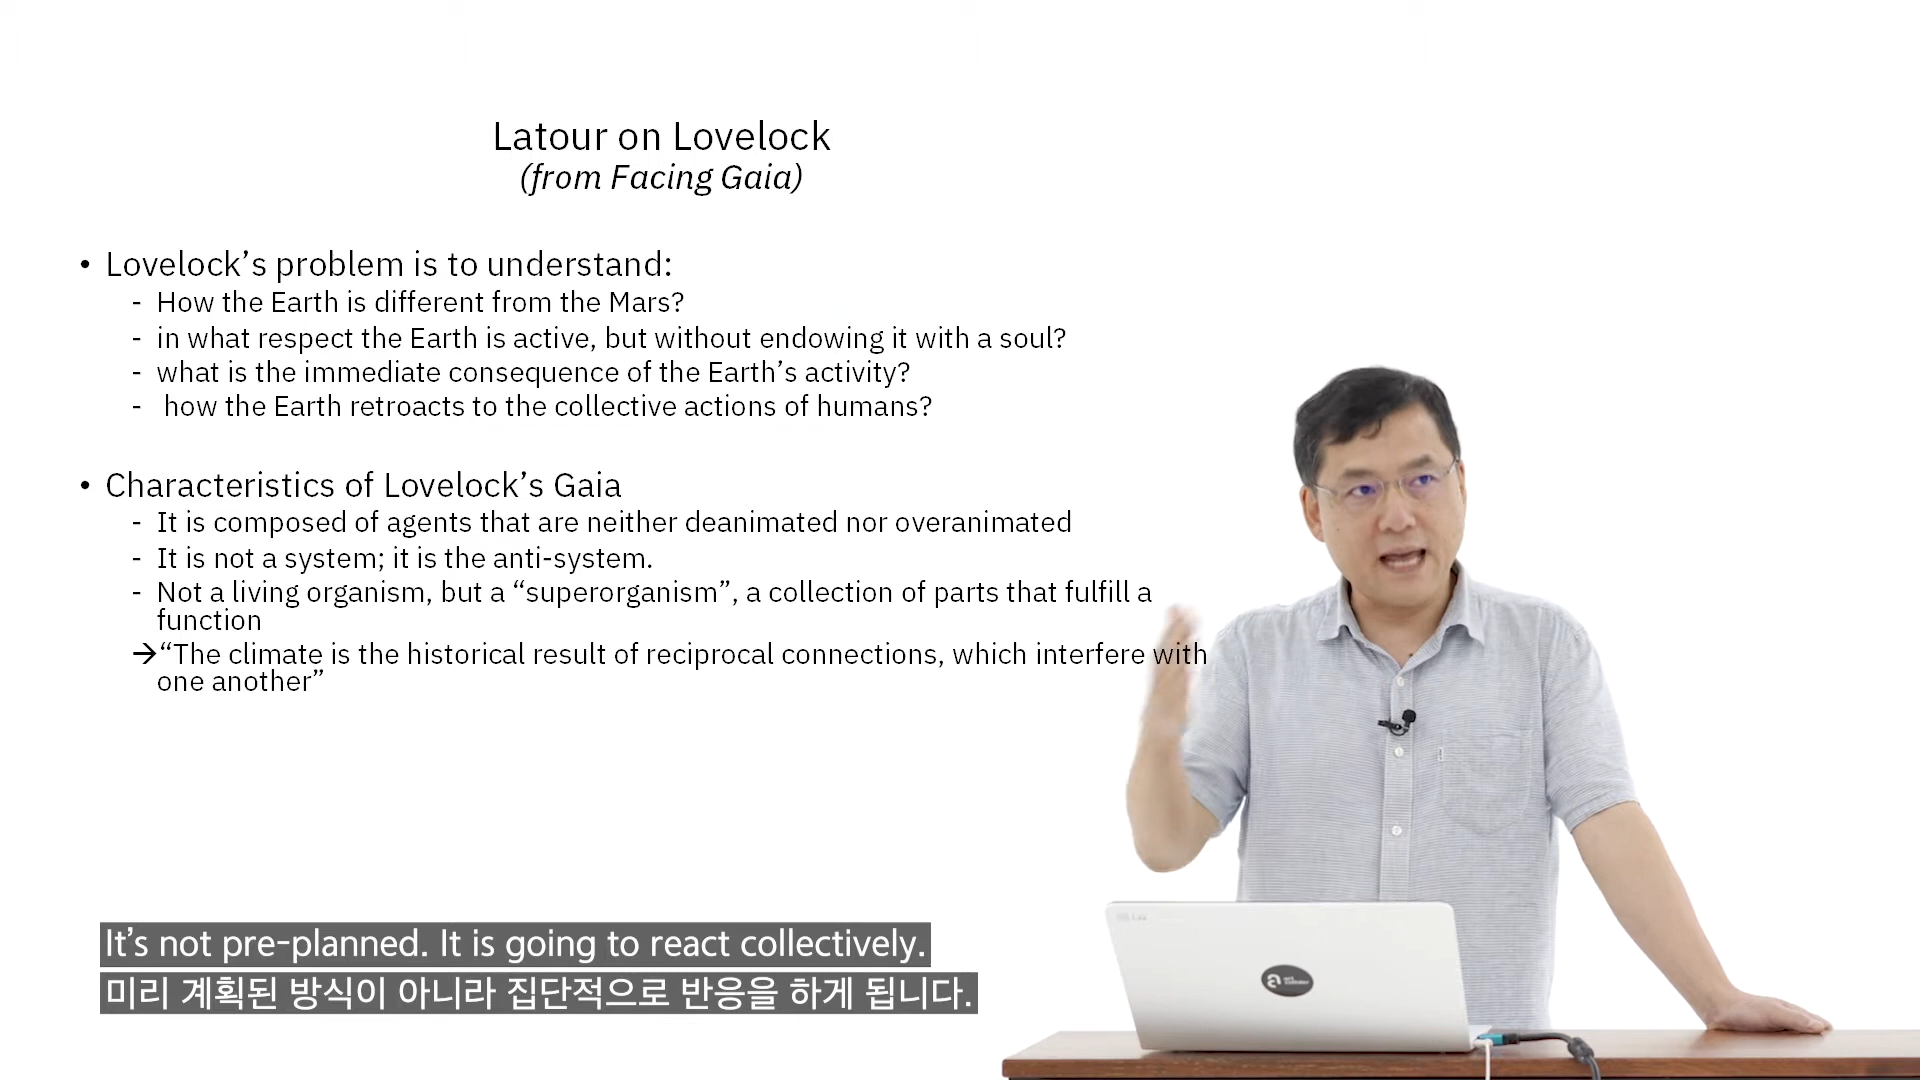 Latour on Lovelock
(from Facing Gaia)
• Lovelock’s problem is to understand:
- How the Earth is different from the Mars?
- in what respect the Earth is active, but without endowing it with a soul?
- what is the immediate consequence of the Earth’s activity?
- how the Earth retroacts to the collective actions of humans?
• Characteristics of Lovelock’s Gaia
- It is composed of agents that are neither deanimated nor overanimated
- It is not a system; it is the anti-system.
- Not a living organism, but a “superorganism”, a collection of parts that fulfill a
function
→“The climate is the historical result of reciprocal connections, which interfere with
one another”
It’s not pre-planned. It is going to react collectively.
미리 계획된 방식이 아니라 집단적으로 반응을 하게 됩니다.